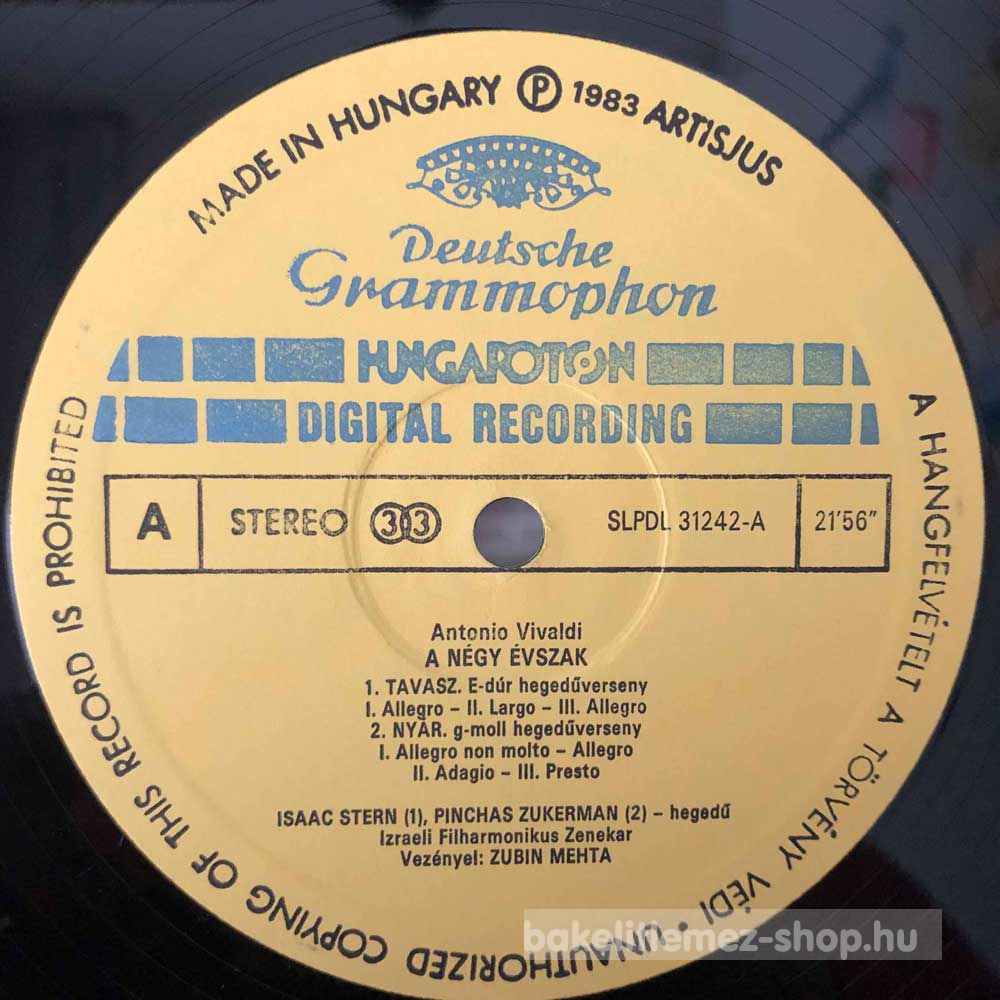 MADE IN HUNGARY Ⓟ 1983 ARTISJUS
Deutsche
Grammophon
HUNGAROTON
DIGITAL RECORDING
A STEREO 33 SLPDL 31242-A 21'56"
Antonio Vivaldi
A NÉGY ÉVSZAK
1. TAVASZ. E-dúr hegedűverseny
I. Allegro – II. Largo – III. Allegro
2. NYÁR. g-moll hegedűverseny
I. Allegro non molto – Allegro
II. Adagio – III. Presto
ISAAC STERN (1), PINCHAS ZUKERMAN (2) – hegedű
Izraeli Filharmonikus Zenekar
Vezényel: ZUBIN MEHTA
A HANGFELVÉTELT A TÖRVÉNY VÉDI • UNAUTHORIZED COPYING OF THIS RECORD IS PROHIBITED
bakelitlemez-shop.hu